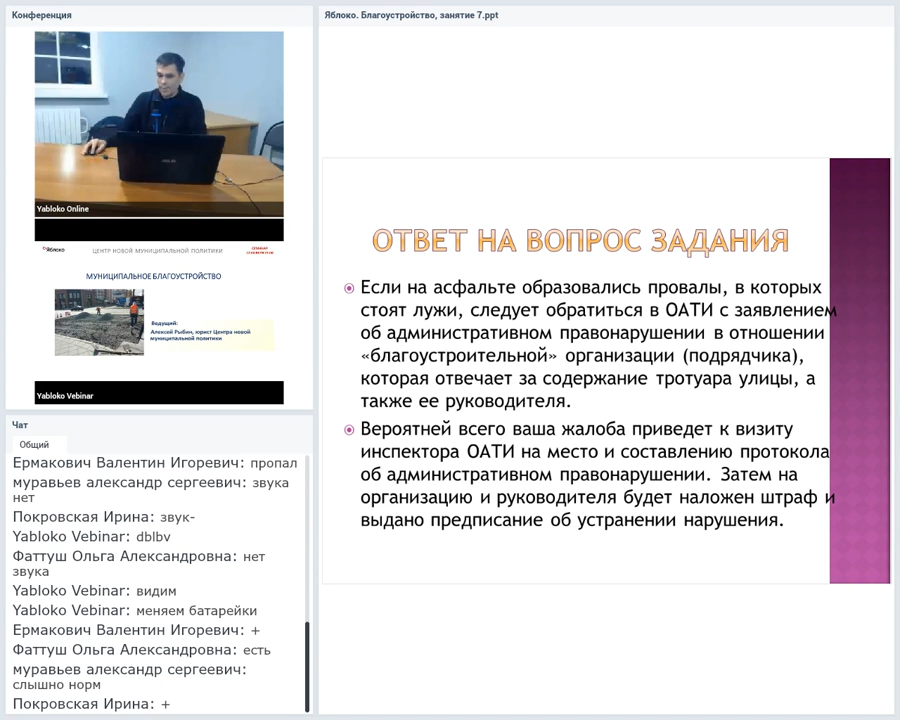 Конференция
Yabloko Online
Яблоко
ЦЕНТР НОВОЙ МУНИЦИПАЛЬНОЙ ПОЛИТИКИ
МУНИЦИПАЛЬНОЕ БЛАГОУСТРОЙСТВО
Ведущий:
Алексей Рыбин, юрист Центра новой
муниципальной политики
Yabloko Vebinar
Чат
Общий
Ермакович Валентин Игоревич: пропал
муравьев александр сергеевич: звука
нет
Покровская Ирина: звук-
Yabloko Vebinar: dblbv
Фаттуш Ольга Александровна: нет
звука
Yabloko Vebinar: видим
Yabloko Vebinar: меняем батарейки
Ермакович Валентин Игоревич: +
Фаттуш Ольга Александровна: есть
муравьев александр сергеевич:
слышно норм
Покровская Ирина: +
Яблоко. Благоустройство, занятие 7.ppt
ОТВЕТ НА ВОПРОС ЗАДАНИЯ
Если на асфальте образовались провалы, в которых
стоят лужи, следует обратиться в ОАТИ с заявлением
об административном правонарушении в отношении
«благоустроительной» организации (подрядчика),
которая отвечает за содержание тротуара улицы, а
также ее руководителя.
Вероятней всего ваша жалоба приведет к визиту
инспектора ОАТИ на место и составлению протокола
об административном правонарушении. Затем на
организацию и руководителя будет наложен штраф и
выдано предписание об устранении нарушения.